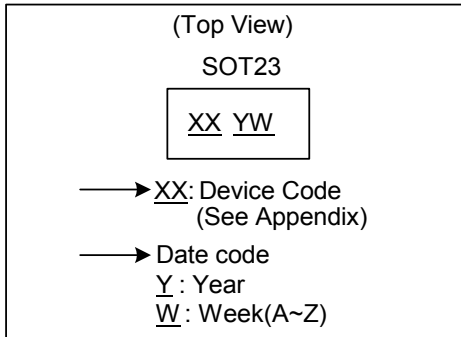 (Top View)
SOT23
XX YW
XX: Device Code
(See Appendix)
Date code
Y : Year
W : Week(A~Z)